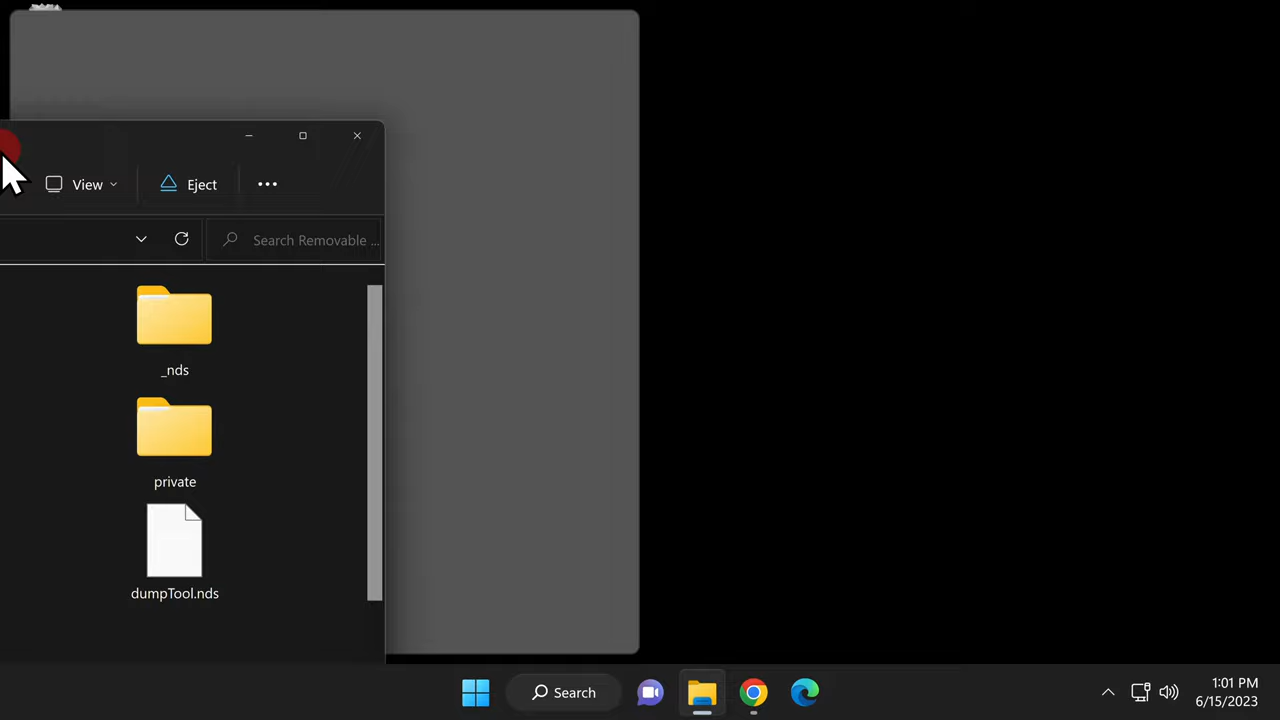 View
Eject
Search Removable ...
_nds
private
dumpTool.nds
Search
1:01 PM
6/15/2023